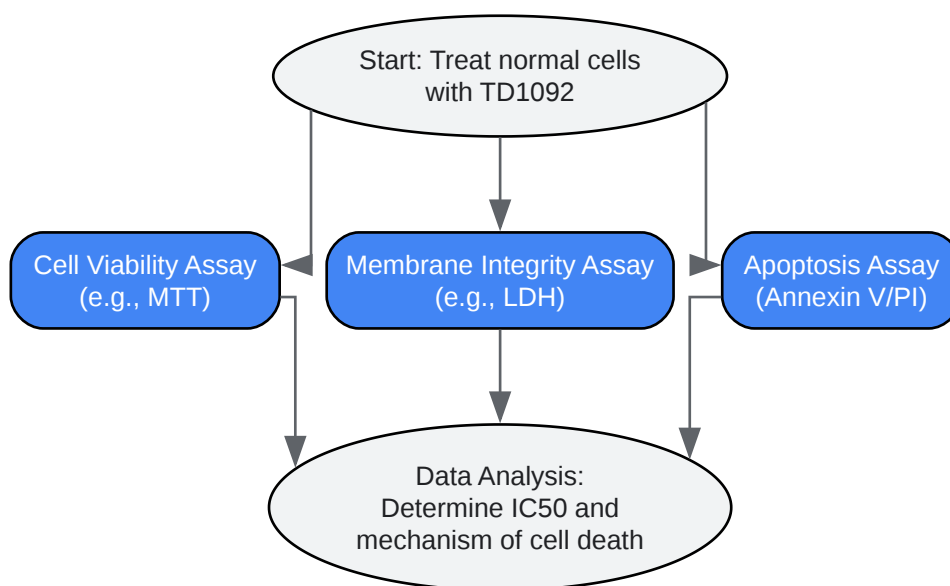 Start: Treat normal cells
with TD1092
Cell Viability Assay
(e.g., MTT)
Membrane Integrity Assay
(e.g., LDH)
Apoptosis Assay
(Annexin V/PI)
Data Analysis:
Determine IC50 and
mechanism of cell death